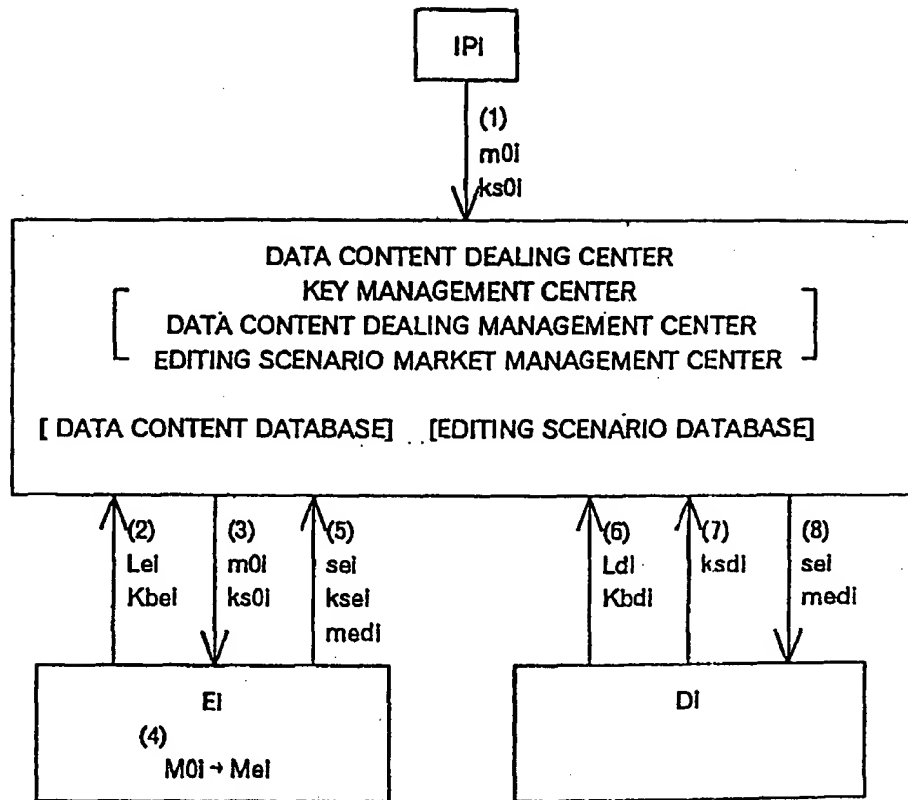 IPi
(1)
m0i
ks0i
DATA CONTENT DEALING CENTER
KEY MANAGEMENT CENTER
DATA CONTENT DEALING MANAGEMENT CENTER
EDITING SCENARIO MARKET MANAGEMENT CENTER
[ DATA CONTENT DATABASE] [EDITING SCENARIO DATABASE]
(2)
Lei
Kbei
(3)
m0i
ks0i
(5)
sei
ksei
medi
(6)
Ldi
Kbdi
(7)
ksdi
(8)
sei
medi
Ei
(4)
M0i→Mei
Di